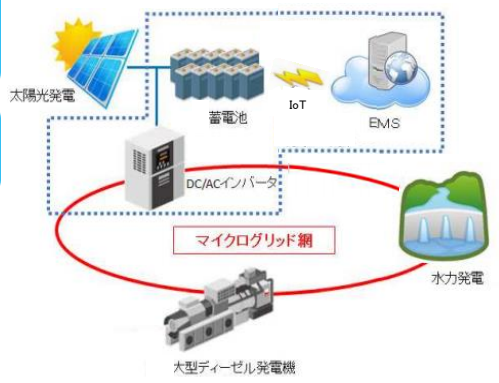 太陽光発電
蓄電池
IoT
EMS
DC/ACインバータ
マイクログリッド網
水力発電
大型ディーゼル発電機